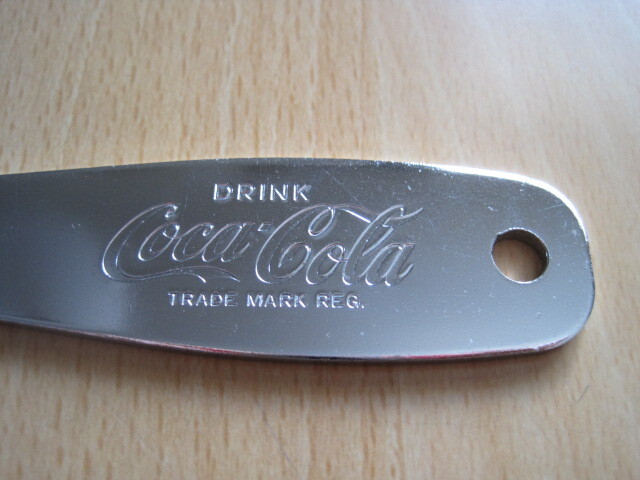 DRINK
Coca-Cola
TRADE MARK REG.